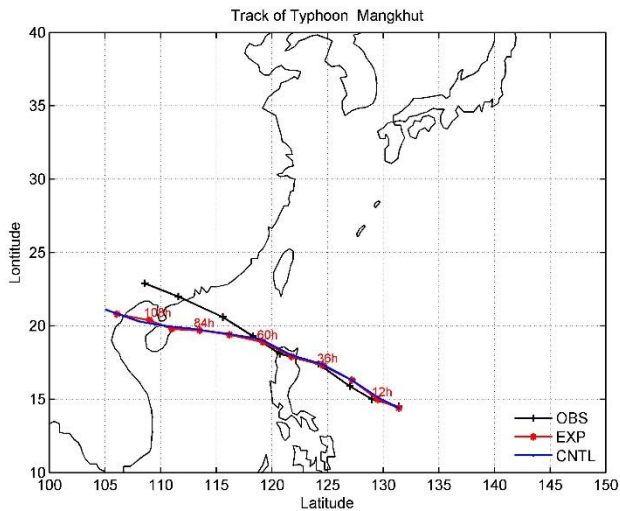 Track of Typhoon Mangkhut
Lontitude
40
35
30
25
20
15
10
108h
84h
60h
36h
12h
OBS
EXP
CNTL
100 105 110 115 120 125 130 135 140 145 150
Latitude